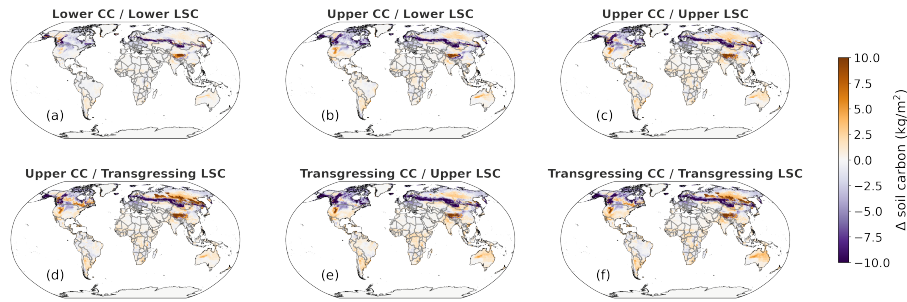 Lower CC / Lower LSC
Upper CC / Lower LSC
Upper CC / Upper LSC
(a)
(b)
(c)
Upper CC / Transgressing LSC
Transgressing CC / Upper LSC
Transgressing CC / Transgressing LSC
(d)
(e)
(f)
10.0
7.5
5.0
2.5
0.0
−2.5
−5.0
−7.5
−10.0
Δ soil carbon (kg/m²)